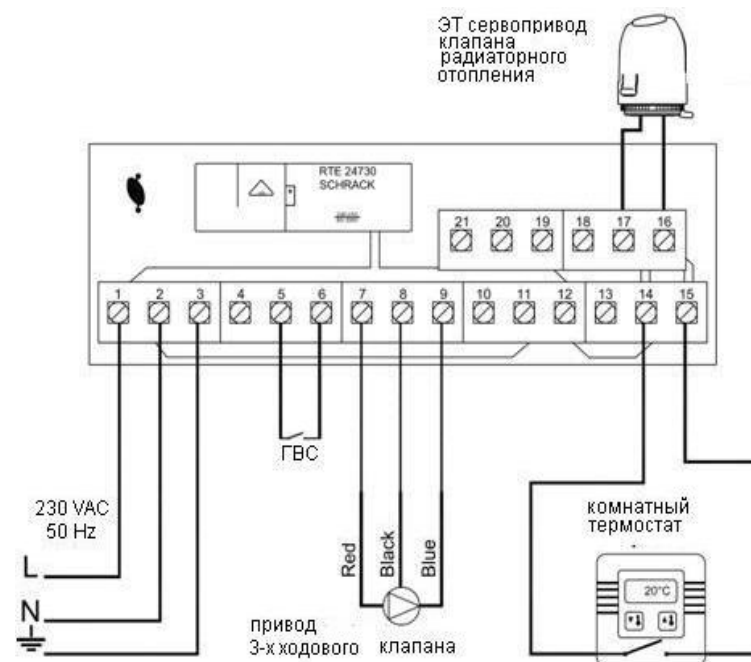 ЭТ сервопривод
клапана
радиаторного
отопления
RTE 24730
SCHRACK
21 20 19 18 17 16
1 2 3 4 5 6 7 8 9 10 11 12 13 14 15
ГВС
230 VAC
50 Hz
L
N
Red
Black
Blue
привод
3-х ходового клапана
комнатный
термостат
20°C